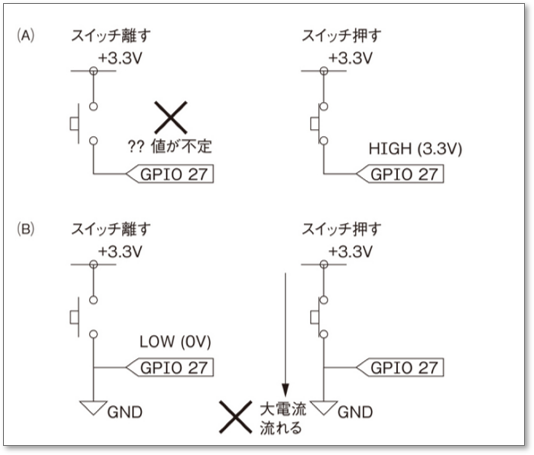 (A)
スイッチ離す
+3.3V
?? 値が不定
GPIO 27
スイッチ押す
+3.3V
HIGH (3.3V)
GPIO 27
(B)
スイッチ離す
+3.3V
LOW (0V)
GPIO 27
GND
スイッチ押す
+3.3V
GPIO 27
大電流
流れる
GND